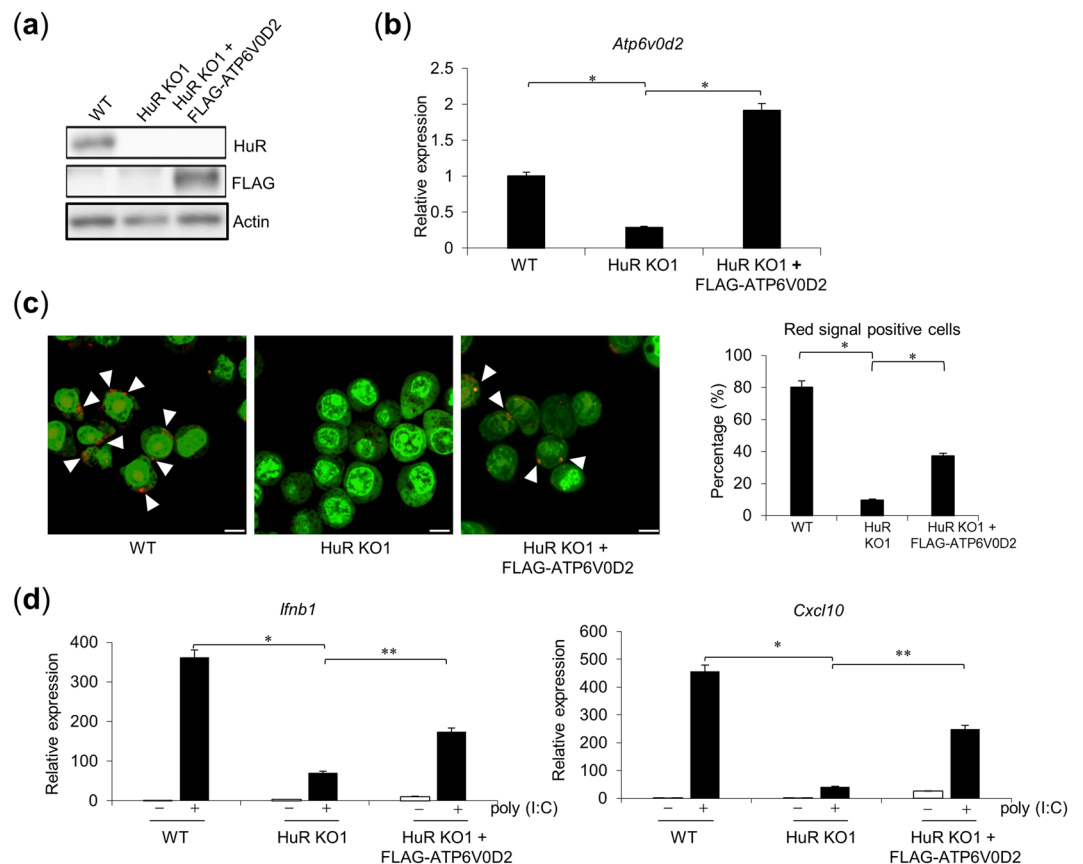 (a)
WT
HuR KO1
HuR KO1 +
FLAG-ATP6V0D2
HuR
FLAG
Actin
(b)
Atp6v0d2
Relative expression
2.5
2
1.5
1
0.5
0
*
*
WT
HuR KO1
HuR KO1 +
FLAG-ATP6V0D2
(c)
WT
HuR KO1
HuR KO1 +
FLAG-ATP6V0D2
Red signal positive cells
Percentage (%)
100
80
60
40
20
0
*
*
WT
HuR
KO1
HuR KO1 +
FLAG-ATP6V0D2
(d)
Ifnb1
Relative expression
400
300
200
100
0
*
**
− + − + − + poly (I:C)
WT
HuR KO1
HuR KO1 +
FLAG-ATP6V0D2
Cxcl10
Relative expression
600
500
400
300
200
100
0
*
**
− + − + − + poly (I:C)
WT
HuR KO1
HuR KO1 +
FLAG-ATP6V0D2